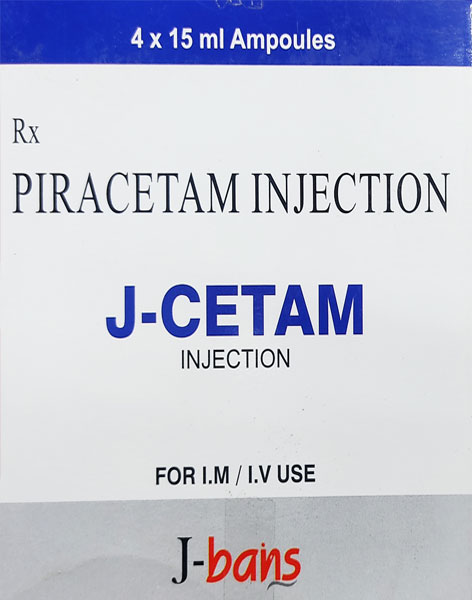 4 x 15 ml Ampoules
Rx
PIRACETAM INJECTION
J-CETAM
INJECTION
FOR I.M / I.V USE
J-bans